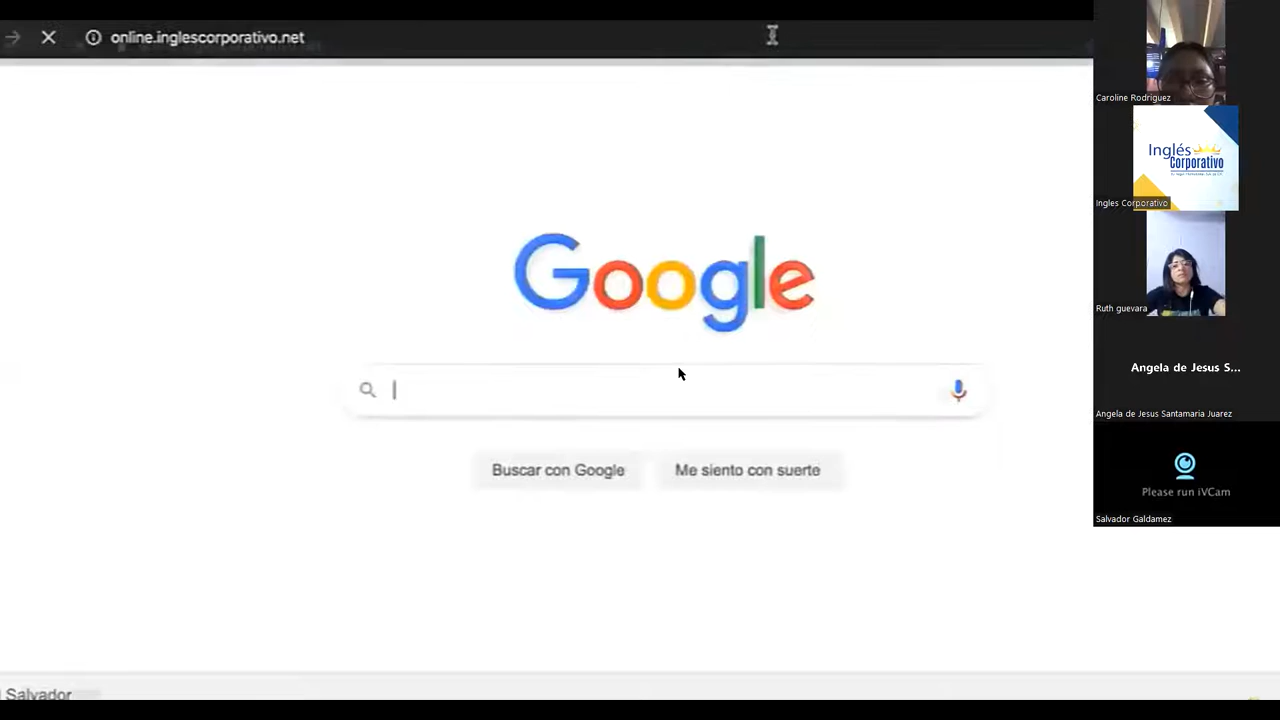 online.inglescorporativo.net
Google
Buscar con Google
Me siento con suerte
Salvador
Caroline Rodriguez
Inglés
Corporativo
Ingles Corporativo
Ruth guevara
Angela de Jesus S...
Angela de Jesus Santamaria Juarez
Please run iVCam
Salvador Galdamez